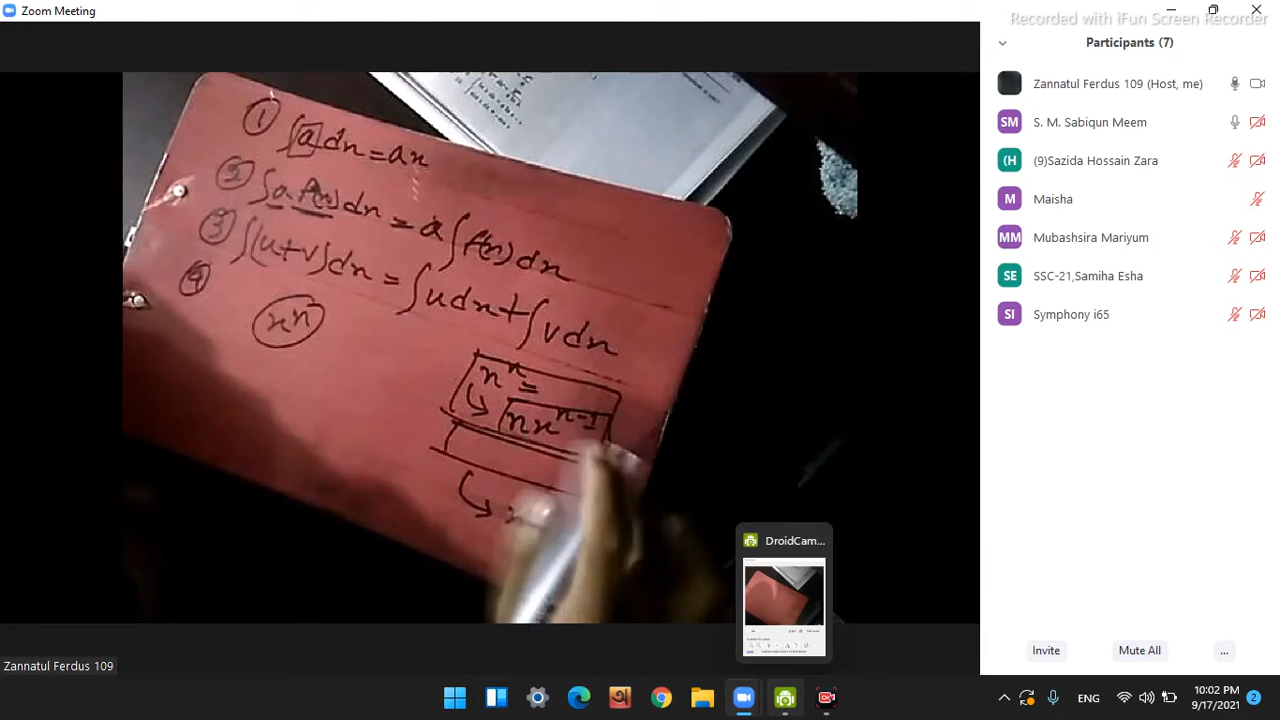 Zoom Meeting
Recorded with iFun Screen Recorder
Participants (7)
Zannatul Ferdus 109 (Host, me)
SM S. M. Sabiqun Meem
(H (9)Sazida Hossain Zara
M Maisha
MM Mubashsira Mariyum
SE SSC-21,Samiha Esha
SI Symphony i65
① ∫a dx = ax
② ∫a f(x) dx = a ∫f(x) dx
③ ∫(u+v) dx = ∫u dx + ∫v dx
④
xⁿ
xⁿ =
↳ nxⁿ⁻¹
DroidCam...
Zannatul Ferdus 109
Invite Mute All ...
ENG 10:02 PM
9/17/2021
2